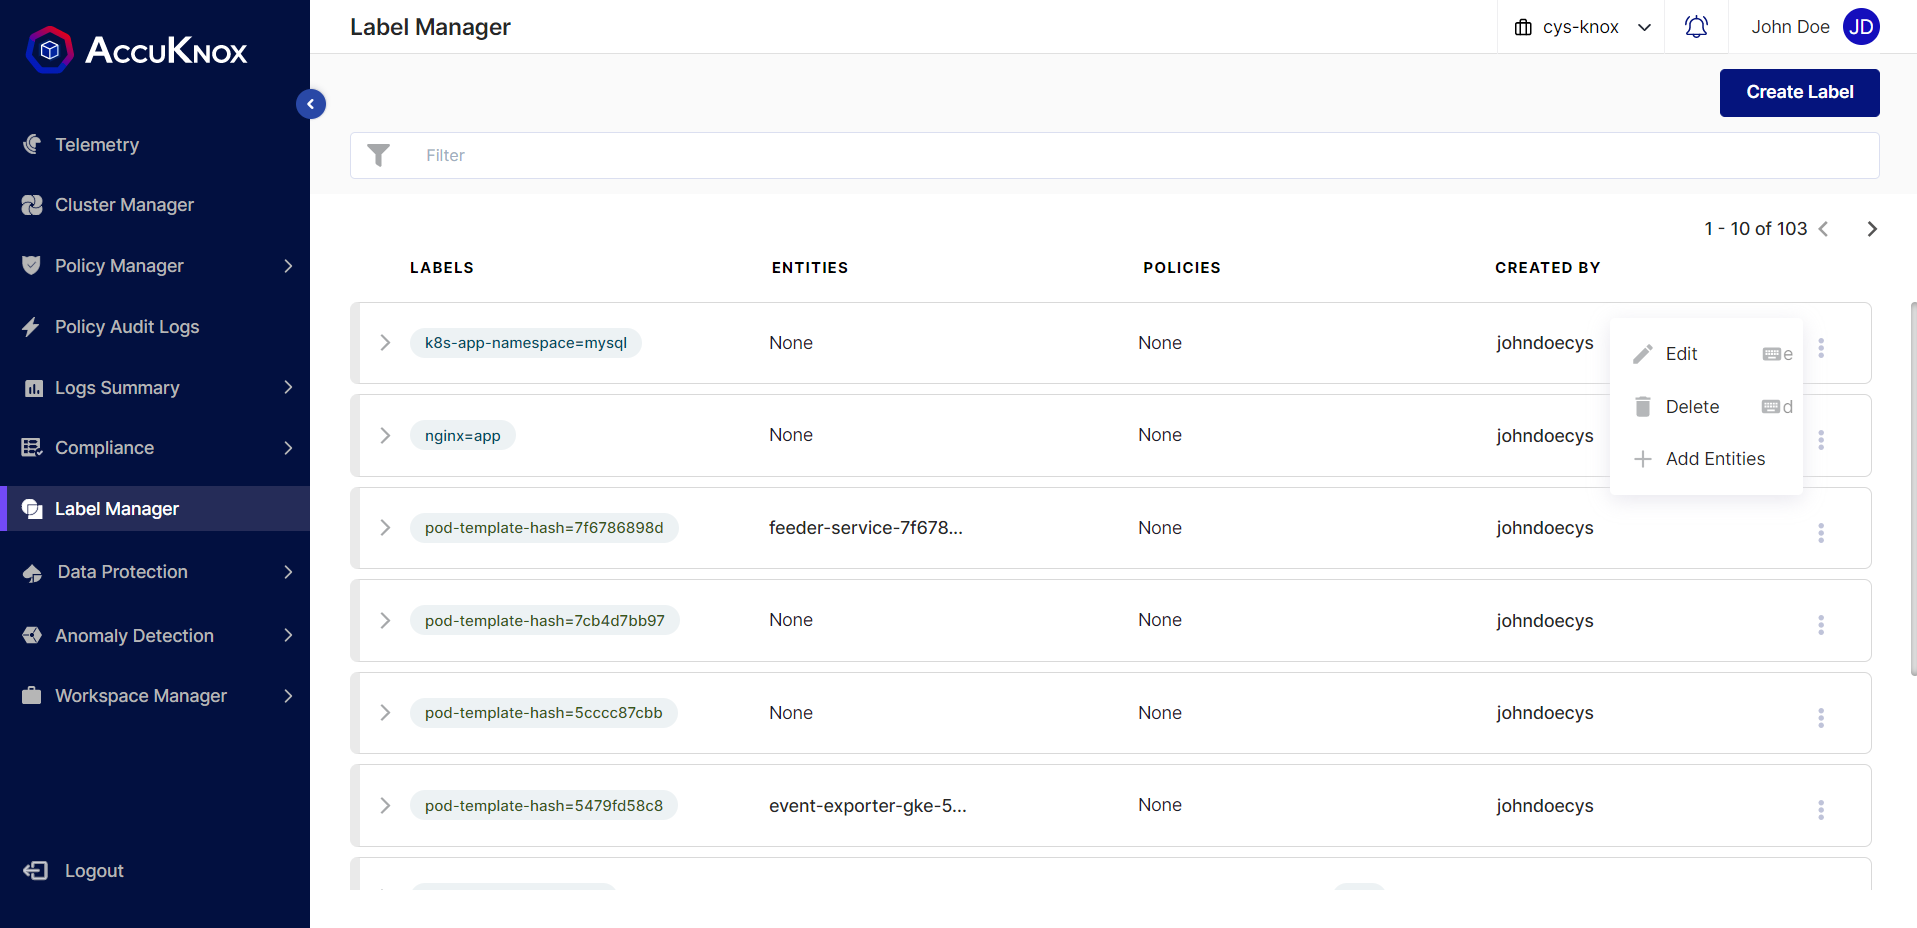 AccuKnox
Telemetry
Cluster Manager
Policy Manager
Policy Audit Logs
Logs Summary
Compliance
Label Manager
Data Protection
Anomaly Detection
Workspace Manager
Logout
Label Manager
cys-knox
John Doe
JD
Create Label
Filter
1 - 10 of 103
LABELS ENTITIES POLICIES CREATED BY
k8s-app-namespace=mysql None None johndoecys
nginx=app None None johndoecys
pod-template-hash=7f6786898d feeder-service-7f678... None johndoecys
pod-template-hash=7cb4d7bb97 None None johndoecys
pod-template-hash=5cccc87cbb None None johndoecys
pod-template-hash=5479fd58c8 event-exporter-gke-5... None johndoecys
Edit e
Delete d
Add Entities